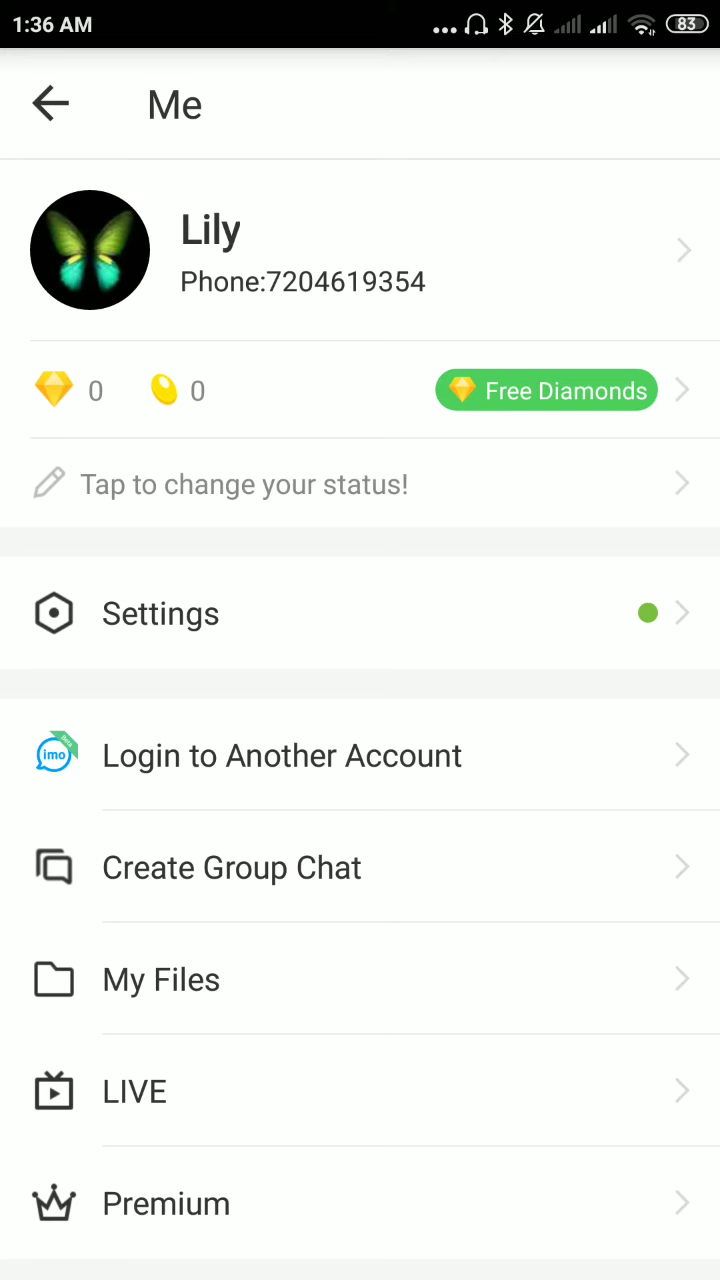 1:36 AM
83
Me
Lily
Phone:7204619354
0
0
Free Diamonds
Tap to change your status!
Settings
imo
Beta
Login to Another Account
Create Group Chat
My Files
LIVE
Premium